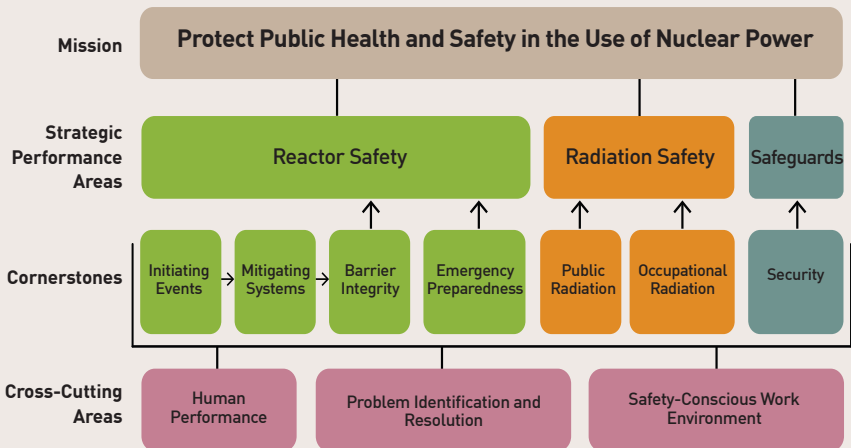 Mission
Protect Public Health and Safety in the Use of Nuclear Power
Strategic
Performance
Areas
Reactor Safety
Radiation Safety
Safeguards
Cornerstones
Initiating
Events
Mitigating
Systems
Barrier
Integrity
Emergency
Preparedness
Public
Radiation
Occupational
Radiation
Security
Cross-Cutting
Areas
Human
Performance
Problem Identification and
Resolution
Safety-Conscious Work
Environment